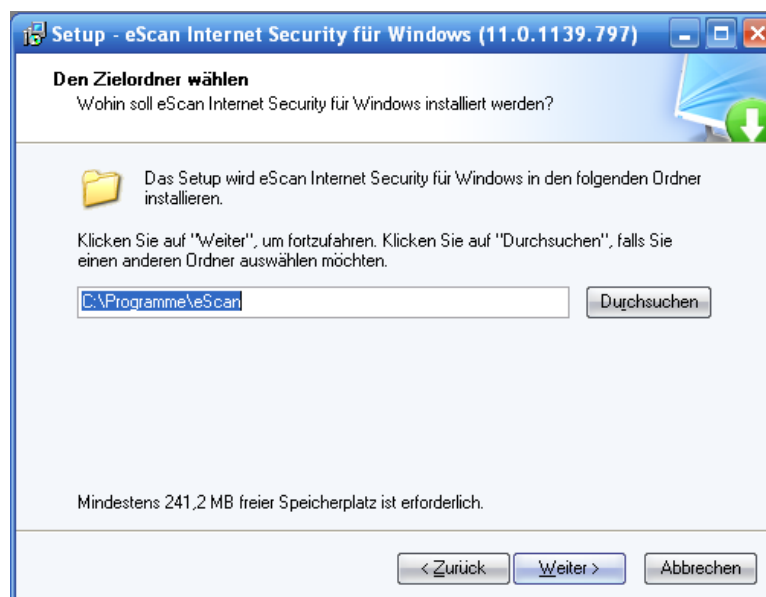 Setup - eScan Internet Security für Windows (11.0.1139.797)
Den Zielordner wählen
Wohin soll eScan Internet Security für Windows installiert werden?
Das Setup wird eScan Internet Security für Windows in den folgenden Ordner
installieren.
Klicken Sie auf "Weiter", um fortzufahren. Klicken Sie auf "Durchsuchen", falls Sie
einen anderen Ordner auswählen möchten.
C:\Programme\eScan
Durchsuchen
Mindestens 241,2 MB freier Speicherplatz ist erforderlich.
< Zurück Weiter > Abbrechen